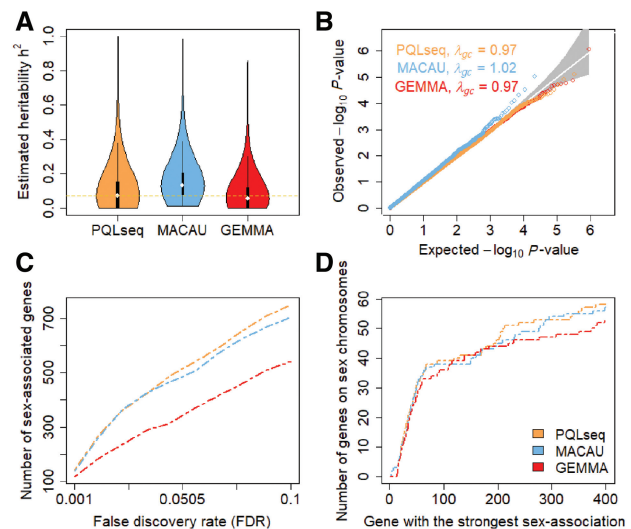 A
Estimated heritability h²
1.0
0.8
0.6
0.4
0.2
0.0
PQLseq MACAU GEMMA
B
PQLseq, λgc = 0.97
MACAU, λgc = 1.02
GEMMA, λgc = 0.97
Observed −log10 P-value
6
5
4
3
2
1
0
0 1 2 3 4 5 6
Expected −log10 P-value
C
Number of sex-associated genes
700
500
300
100
0.001 0.0505 0.1
False discovery rate (FDR)
D
Number of genes on sex chromosomes
60
50
40
30
20
10
0
PQLseq
MACAU
GEMMA
0 100 200 300 400
Gene with the strongest sex-association